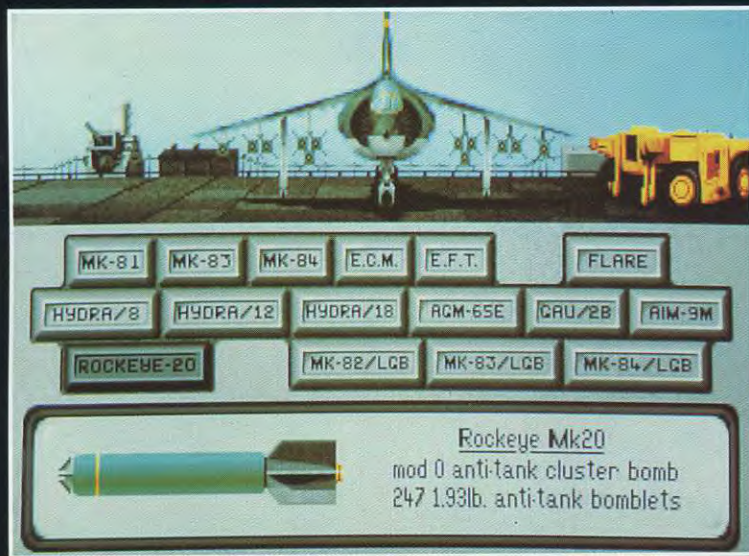 MK-81 MK-83 MK-84 E.C.M. E.F.T. FLARE
HYDRA/8 HYDRA/12 HYDRA/18 AGM-65E GAU/2B AIM-9M
ROCKEYE-20 MK-82/LGB MK-83/LGB MK-84/LGB
Rockeye Mk20
mod 0 anti-tank cluster bomb
247 1.93lb. anti-tank bomblets